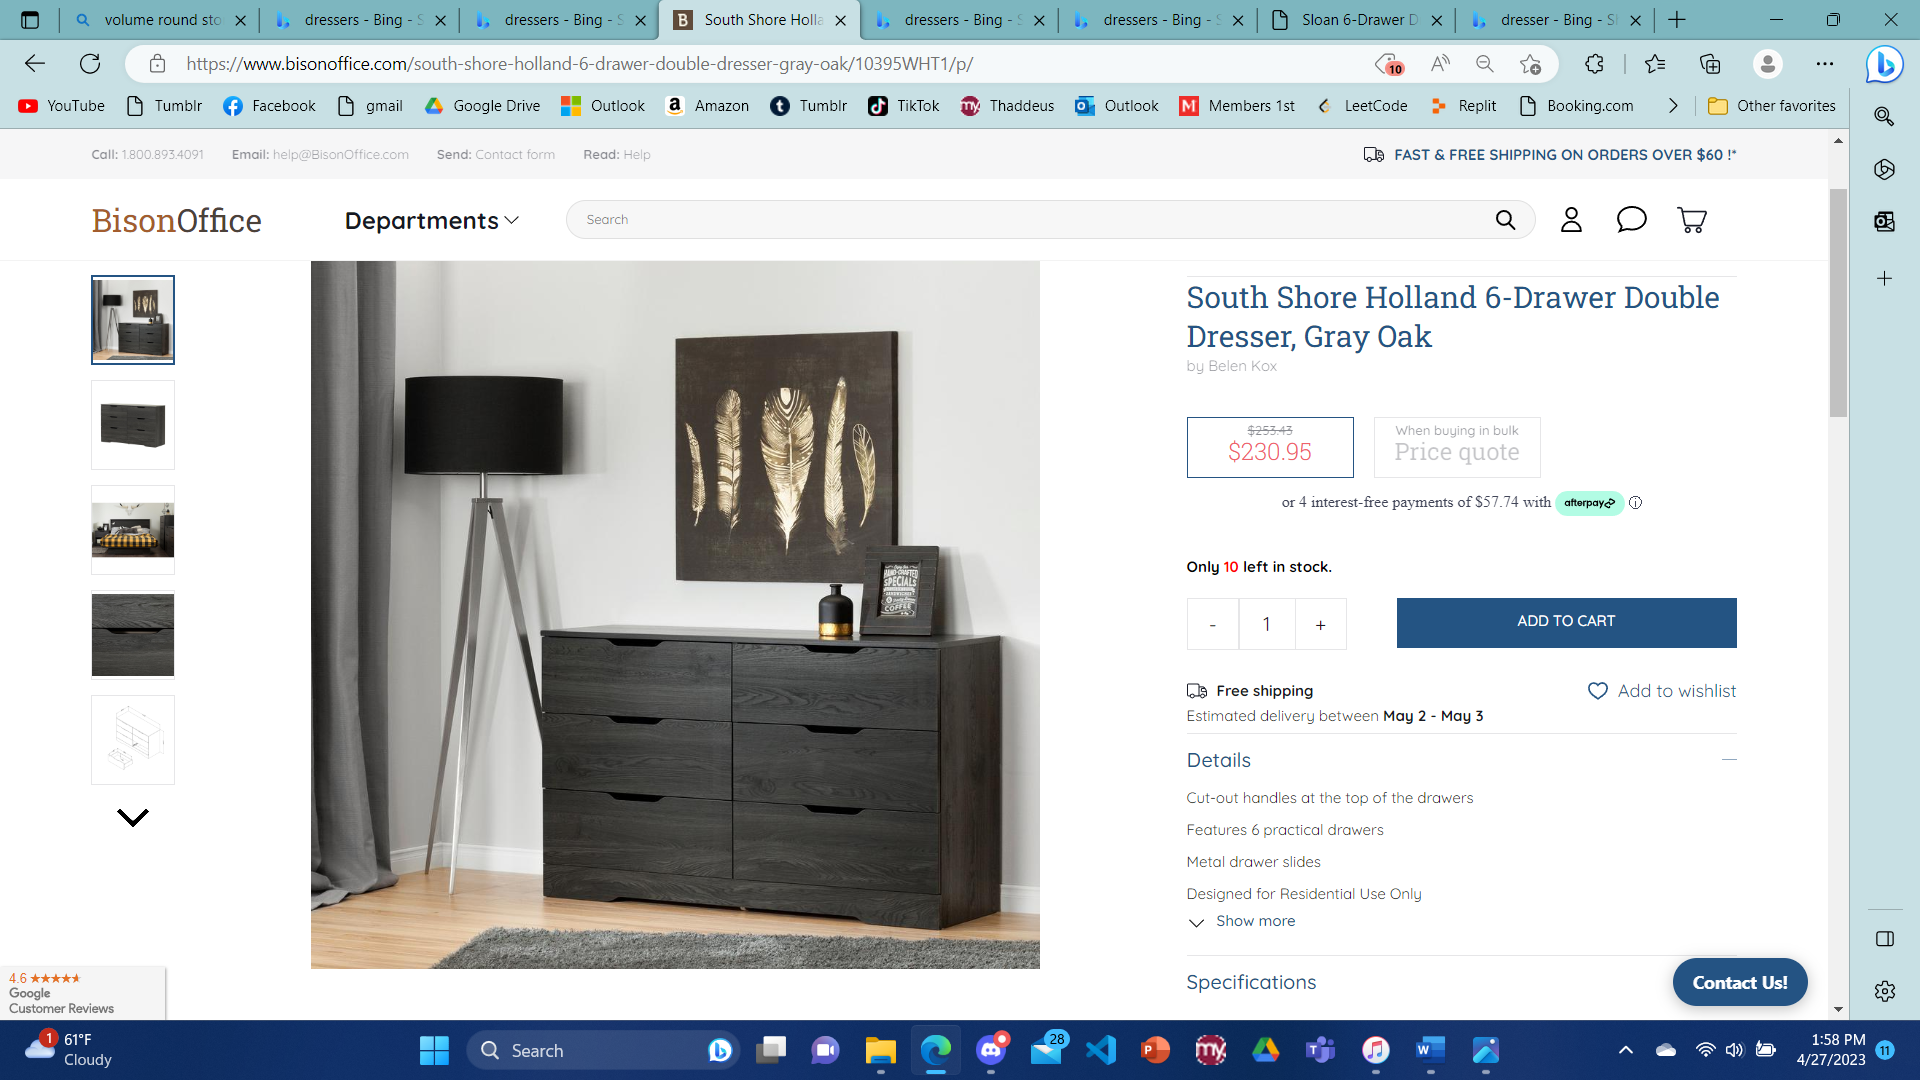 volume round sto
dressers - Bing - S
dressers - Bing - S
South Shore Holla
dressers - Bing - S
dressers - Bing - S
Sloan 6-Drawer D
dresser - Bing - Sh
https://www.bisonoffice.com/south-shore-holland-6-drawer-double-dresser-gray-oak/10395WHT1/p/
10
YouTube
Tumblr
Facebook
gmail
Google Drive
Outlook
Amazon
Tumblr
TikTok
Thaddeus
Outlook
Members 1st
LeetCode
Replit
Booking.com
Other favorites
Call: 1.800.893.4091
Email: help@BisonOffice.com
Send: Contact form
Read: Help
FAST & FREE SHIPPING ON ORDERS OVER $60 !*
BisonOffice
Departments
Search
South Shore Holland 6-Drawer Double
Dresser, Gray Oak
by Belen Kox
$253.43
$230.95
When buying in bulk
Price quote
or 4 interest-free payments of $57.74 with afterpay
Only 10 left in stock.
- 1 +
ADD TO CART
Free shipping
Add to wishlist
Estimated delivery between May 2 - May 3
Details
Cut-out handles at the top of the drawers
Features 6 practical drawers
Metal drawer slides
Designed for Residential Use Only
Show more
Specifications
Contact Us!
HAND-CRAFTED
SPECIALS
COFFEE
4.6
Google
Customer Reviews
1
61°F
Cloudy
Search
28
my
1:58 PM
4/27/2023
11